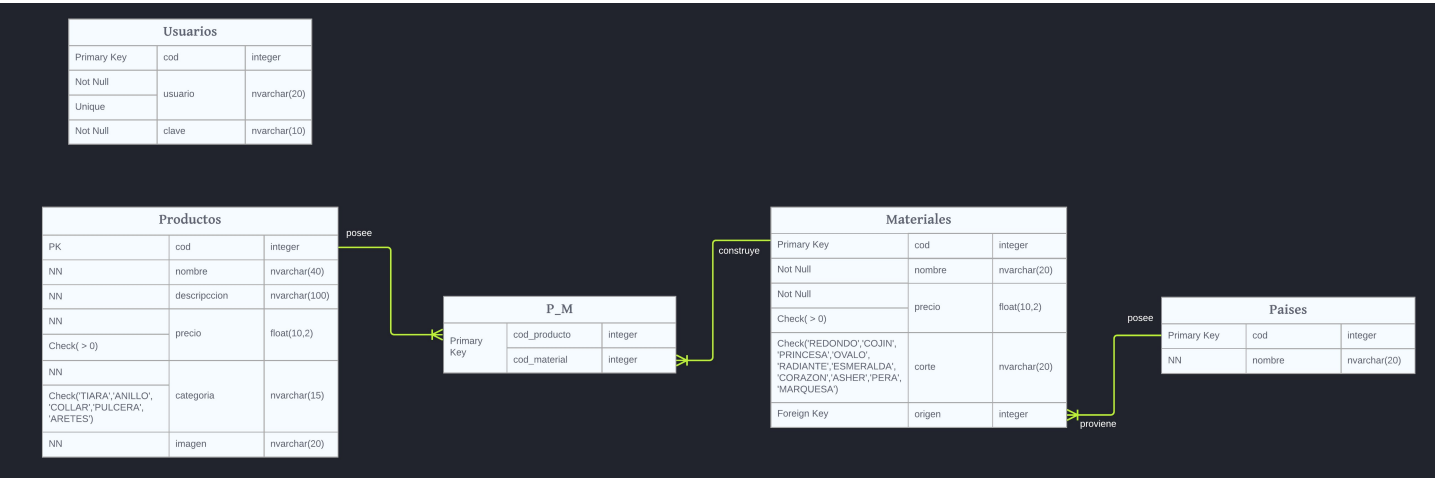 Usuarios
Primary Key cod integer
Not Null
Unique
usuario nvarchar(20)
Not Null clave nvarchar(10)
Productos
PK cod integer
NN nombre nvarchar(40)
NN descripccion nvarchar(100)
NN
Check( > 0)
precio float(10,2)
NN
Check('TIARA','ANILLO',
'COLLAR','PULCERA',
'ARETES')
categoria nvarchar(15)
NN imagen nvarchar(20)
posee
P_M
Primary
Key
cod_producto integer
cod_material integer
construye
Materiales
Primary Key cod integer
Not Null nombre nvarchar(20)
Not Null
Check( > 0)
precio float(10,2)
Check('REDONDO','COJIN',
'PRINCESA','OVALO',
'RADIANTE','ESMERALDA',
'CORAZON','ASHER','PERA',
'MARQUESA')
corte nvarchar(20)
Foreign Key origen integer
proviene
posee
Paises
Primary Key cod integer
NN nombre nvarchar(20)